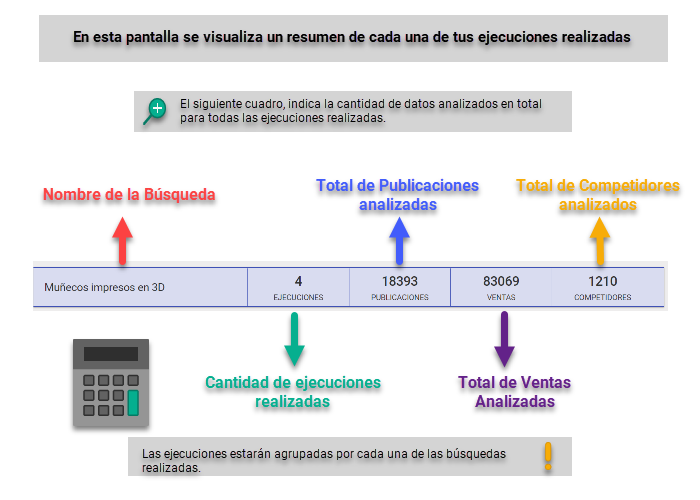 En esta pantalla se visualiza un resumen de cada una de tus ejecuciones realizadas
El siguiente cuadro, indica la cantidad de datos analizados en total
para todas las ejecuciones realizadas.
Nombre de la Búsqueda
Total de Publicaciones
analizadas
Total de Competidores
analizados
Muñecos impresos en 3D
4
EJECUCIONES
18393
PUBLICACIONES
83069
VENTAS
1210
COMPETIDORES
Cantidad de ejecuciones
realizadas
Total de Ventas
Analizadas
Las ejecuciones estarán agrupadas por cada una de las búsquedas
realizadas.